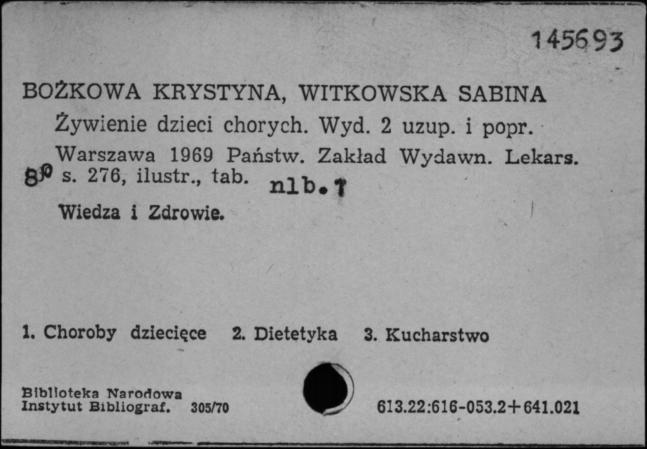 145693
BOŻKOWA KRYSTYNA, WITKOWSKA SABINA
Żywienie dzieci chorych. Wyd. 2 uzup. i popr.
Warszawa 1969 Państw. Zakład Wydawn. Lekars.
8⁰ s. 276, ilustr., tab. nlb. 1
Wiedza i Zdrowie.
1. Choroby dziecięce 2. Dietetyka 3. Kucharstwo
Biblioteka Narodowa
Instytut Bibliograf. 305/70
613.22:616-053.2+641.021